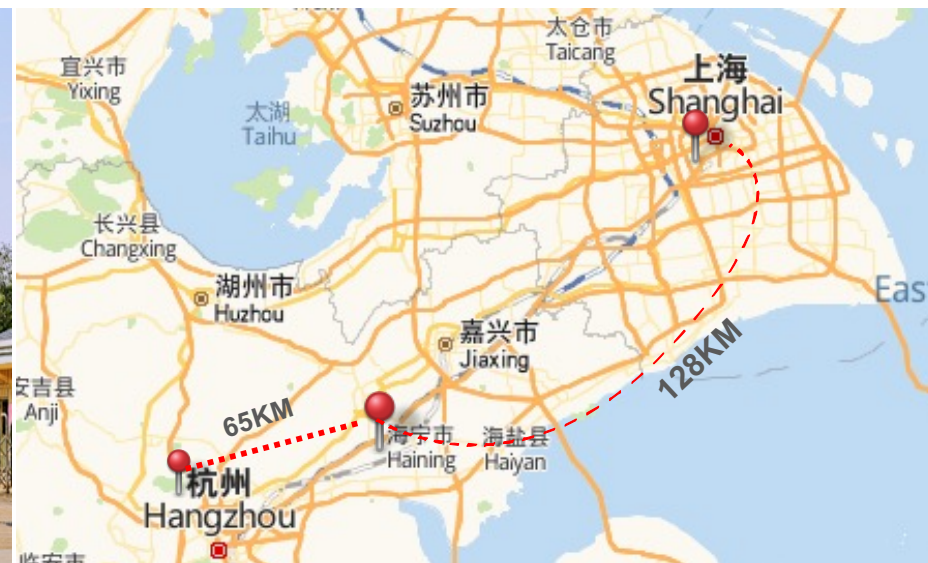 太仓市
Taicang
上海
Shanghai
宜兴市
Yixing
苏州市
Suzhou
太湖
Taihu
长兴县
Changxing
湖州市
Huzhou
East
嘉兴市
Jiaxing
128KM
安吉县
Anji
65KM
海宁市
Haining
海盐县
Haiyan
杭州
Hangzhou